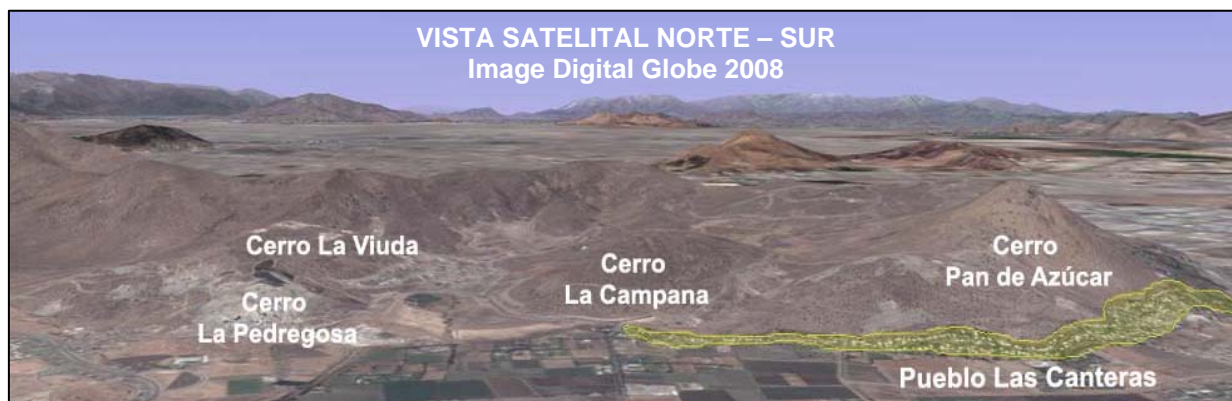 VISTA SATELITAL NORTE – SUR
Image Digital Globe 2008
Cerro La Viuda
Cerro
La Pedregosa
Cerro
La Campana
Cerro
Pan de Azúcar
Pueblo Las Canteras